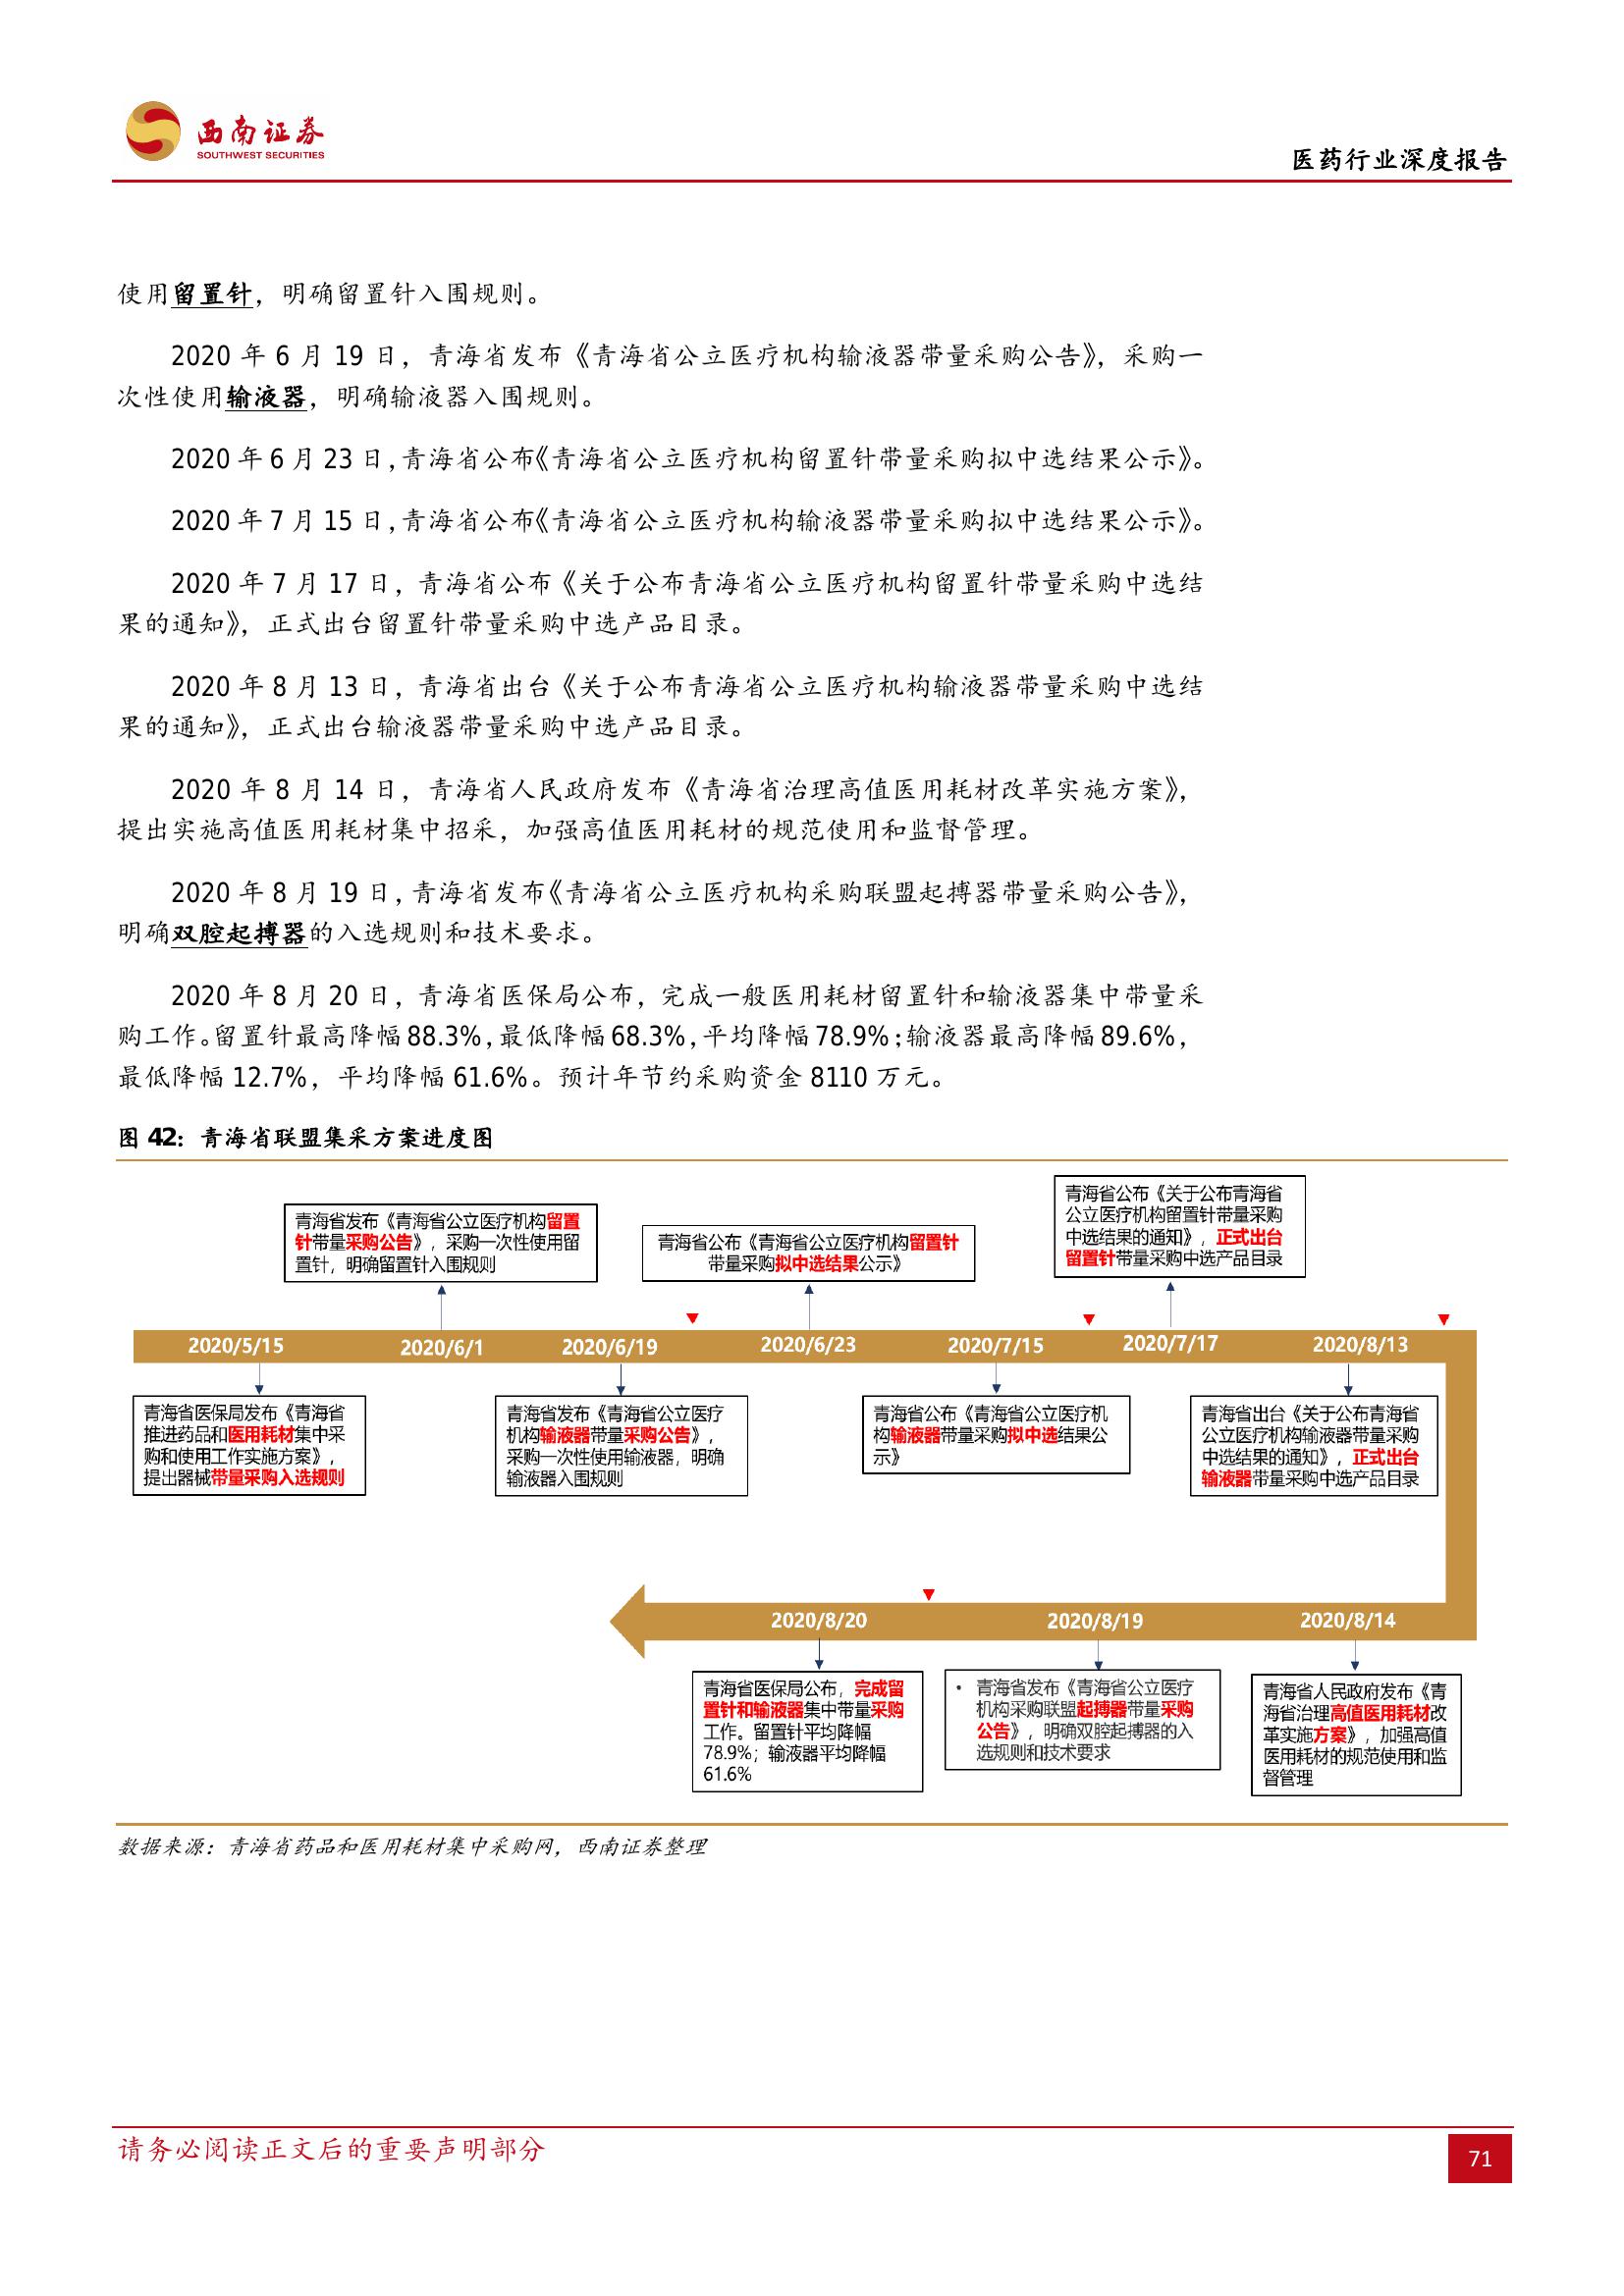 西南证券
SOUTHWEST SECURITIES
医药行业深度报告
使用留置针，明确留置针入围规则。
2020 年 6 月 19 日，青海省发布《青海省公立医疗机构输液器带量采购公告》，采购一
次性使用输液器，明确输液器入围规则。
2020 年 6 月 23 日，青海省公布《青海省公立医疗机构留置针带量采购拟中选结果公示》。
2020 年 7 月 15 日，青海省公布《青海省公立医疗机构输液器带量采购拟中选结果公示》。
2020 年 7 月 17 日，青海省公布《关于公布青海省公立医疗机构留置针带量采购中选结
果的通知》，正式出台留置针带量采购中选产品目录。
2020 年 8 月 13 日，青海省出台《关于公布青海省公立医疗机构输液器带量采购中选结
果的通知》，正式出台输液器带量采购中选产品目录。
2020 年 8 月 14 日，青海省人民政府发布《青海省治理高值医用耗材改革实施方案》，
提出实施高值医用耗材集中招采，加强高值医用耗材的规范使用和监督管理。
2020 年 8 月 19 日，青海省发布《青海省公立医疗机构采购联盟起搏器带量采购公告》，
明确双腔起搏器的入选规则和技术要求。
2020 年 8 月 20 日，青海省医保局公布，完成一般医用耗材留置针和输液器集中带量采
购工作。留置针最高降幅 88.3%，最低降幅 68.3%，平均降幅 78.9%；输液器最高降幅 89.6%，
最低降幅 12.7%，平均降幅 61.6%。预计年节约采购资金 8110 万元。
图 42：青海省联盟集采方案进度图
青海省发布《青海省公立医疗机构留置
针带量采购公告》，采购一次性使用留
置针，明确留置针入围规则
青海省公布《青海省公立医疗机构留置针
带量采购拟中选结果公示》
青海省公布《关于公布青海省
公立医疗机构留置针带量采购
中选结果的通知》，正式出台
留置针带量采购中选产品目录
2020/5/15
2020/6/1
2020/6/19
2020/6/23
2020/7/15
2020/7/17
2020/8/13
青海省医保局发布《青海省
推进药品和医用耗材集中采
购和使用工作实施方案》，
提出器械带量采购入选规则
青海省发布《青海省公立医疗
机构输液器带量采购公告》，
采购一次性使用输液器，明确
输液器入围规则
青海省公布《青海省公立医疗机
构输液器带量采购拟中选结果公
示》
青海省出台《关于公布青海省
公立医疗机构输液器带量采购
中选结果的通知》，正式出台
输液器带量采购中选产品目录
2020/8/20
2020/8/19
2020/8/14
青海省医保局公布，完成留
置针和输液器集中带量采购
工作。留置针平均降幅
78.9%；输液器平均降幅
61.6%
• 青海省发布《青海省公立医疗
机构采购联盟起搏器带量采购
公告》，明确双腔起搏器的入
选规则和技术要求
青海省人民政府发布《青
海省治理高值医用耗材改
革实施方案》，加强高值
医用耗材的规范使用和监
督管理
数据来源：青海省药品和医用耗材集中采购网，西南证券整理
请务必阅读正文后的重要声明部分
71